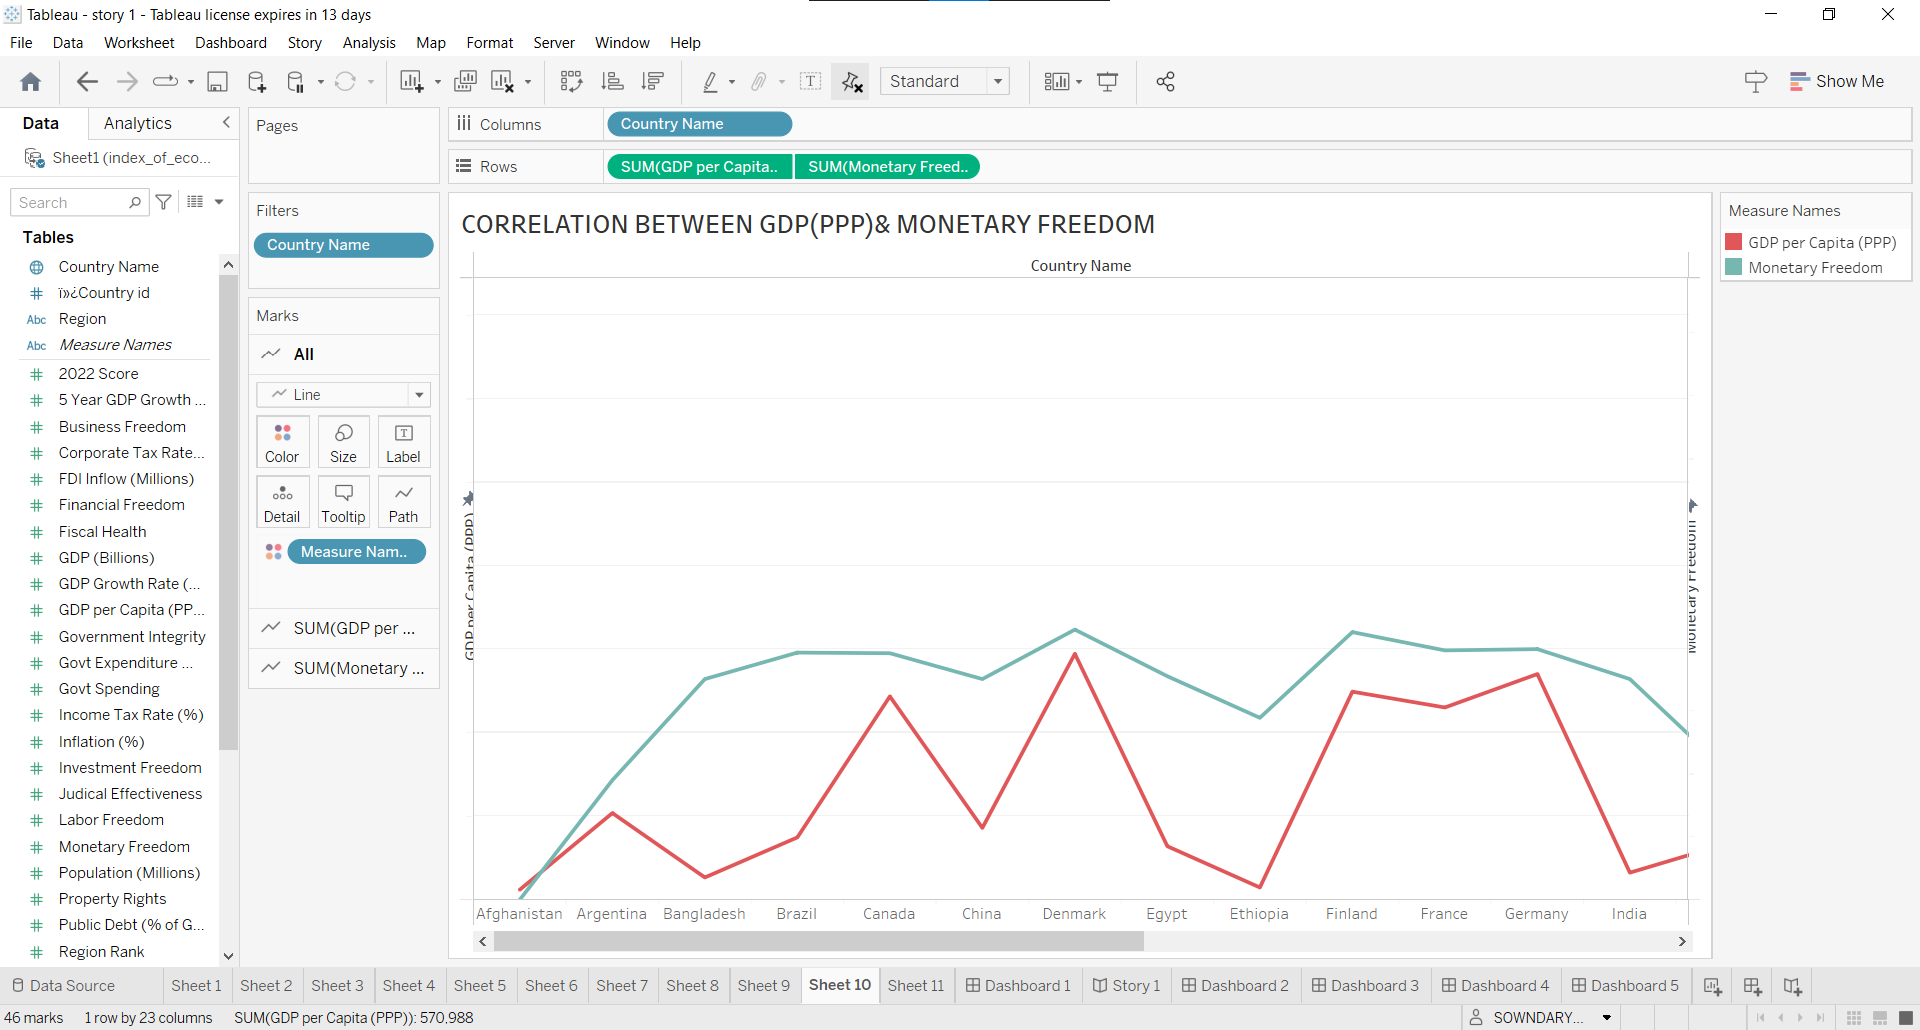 Tableau - story 1 - Tableau license expires in 13 days
File Data Worksheet Dashboard Story Analysis Map Format Server Window Help
Standard
Show Me
Data Analytics
Sheet1 (index_of_eco...
Search
Tables
Country Name
ï»¿Country id
Region
Measure Names
2022 Score
5 Year GDP Growth ...
Business Freedom
Corporate Tax Rate...
FDI Inflow (Millions)
Financial Freedom
Fiscal Health
GDP (Billions)
GDP Growth Rate (...
GDP per Capita (PP...
Government Integrity
Govt Expenditure ...
Govt Spending
Income Tax Rate (%)
Inflation (%)
Investment Freedom
Judical Effectiveness
Labor Freedom
Monetary Freedom
Population (Millions)
Property Rights
Public Debt (% of G...
Region Rank
Pages
Filters
Country Name
Marks
All
Line
Color Size Label
Detail Tooltip Path
Measure Nam..
SUM(GDP per ...
SUM(Monetary ...
Columns Country Name
Rows SUM(GDP per Capita.. SUM(Monetary Freed..
CORRELATION BETWEEN GDP(PPP)& MONETARY FREEDOM
Country Name
GDP per Capita (PPP)
Monetary Freedom
Afghanistan Argentina Bangladesh Brazil Canada China Denmark Egypt Ethiopia Finland France Germany India
Measure Names
GDP per Capita (PPP)
Monetary Freedom
Data Source Sheet 1 Sheet 2 Sheet 3 Sheet 4 Sheet 5 Sheet 6 Sheet 7 Sheet 8 Sheet 9 Sheet 10 Sheet 11 Dashboard 1 Story 1 Dashboard 2 Dashboard 3 Dashboard 4 Dashboard 5
46 marks 1 row by 23 columns SUM(GDP per Capita (PPP)): 570,988 SOWNDARY...